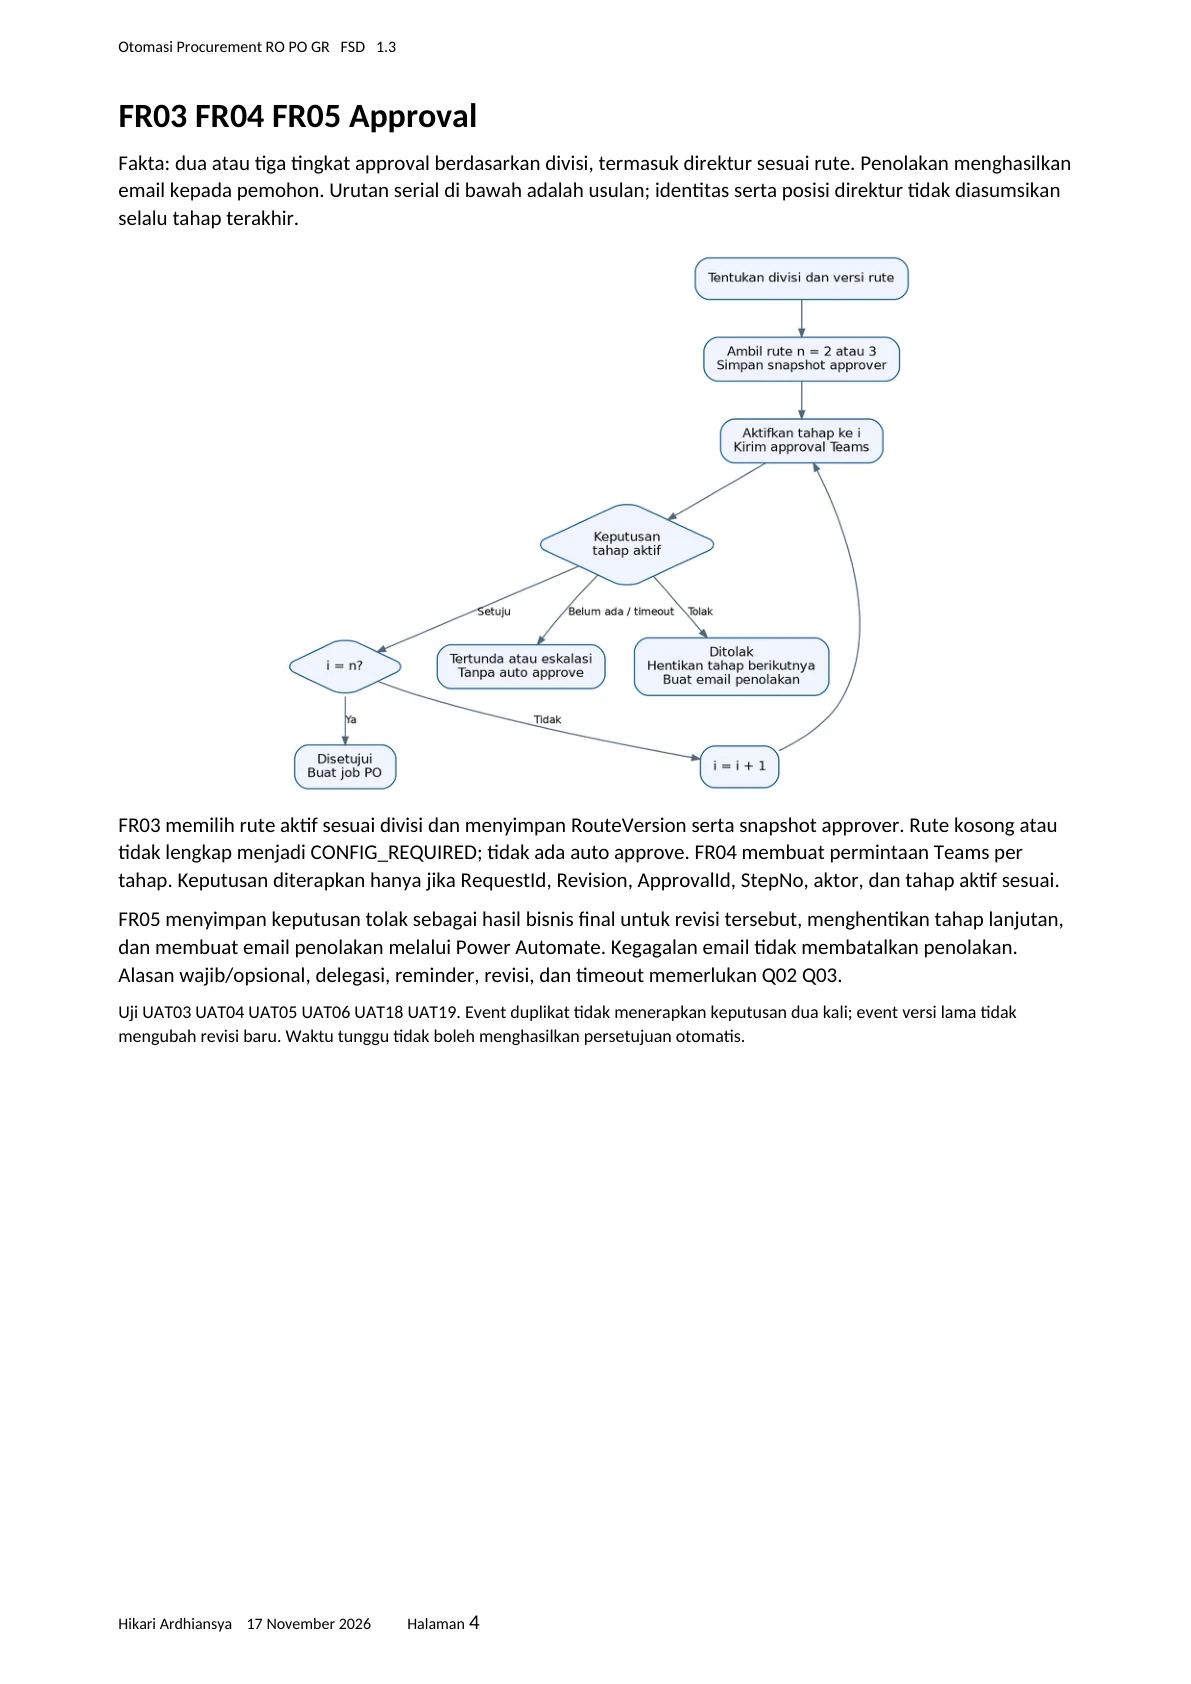 Otomasi Procurement RO PO GR FSD 1.3
FR03 FR04 FR05 Approval
Fakta: dua atau tiga tingkat approval berdasarkan divisi, termasuk direktur sesuai rute. Penolakan menghasilkan
email kepada pemohon. Urutan serial di bawah adalah usulan; identitas serta posisi direktur tidak diasumsikan
selalu tahap terakhir.
Tentukan divisi dan versi rute
Ambil rute n = 2 atau 3
Simpan snapshot approver
Aktifkan tahap ke i
Kirim approval Teams
Keputusan
tahap aktif
Setuju
Belum ada / timeout
Tolak
i = n?
Tertunda atau eskalasi
Tanpa auto approve
Ditolak
Hentikan tahap berikutnya
Buat email penolakan
Ya
Tidak
Disetujui
Buat job PO
i = i + 1
FR03 memilih rute aktif sesuai divisi dan menyimpan RouteVersion serta snapshot approver. Rute kosong atau
tidak lengkap menjadi CONFIG_REQUIRED; tidak ada auto approve. FR04 membuat permintaan Teams per
tahap. Keputusan diterapkan hanya jika RequestId, Revision, ApprovalId, StepNo, aktor, dan tahap aktif sesuai.
FR05 menyimpan keputusan tolak sebagai hasil bisnis final untuk revisi tersebut, menghentikan tahap lanjutan,
dan membuat email penolakan melalui Power Automate. Kegagalan email tidak membatalkan penolakan.
Alasan wajib/opsional, delegasi, reminder, revisi, dan timeout memerlukan Q02 Q03.
Uji UAT03 UAT04 UAT05 UAT06 UAT18 UAT19. Event duplikat tidak menerapkan keputusan dua kali; event versi lama tidak
mengubah revisi baru. Waktu tunggu tidak boleh menghasilkan persetujuan otomatis.
Hikari Ardhiansya 17 November 2026 Halaman 4